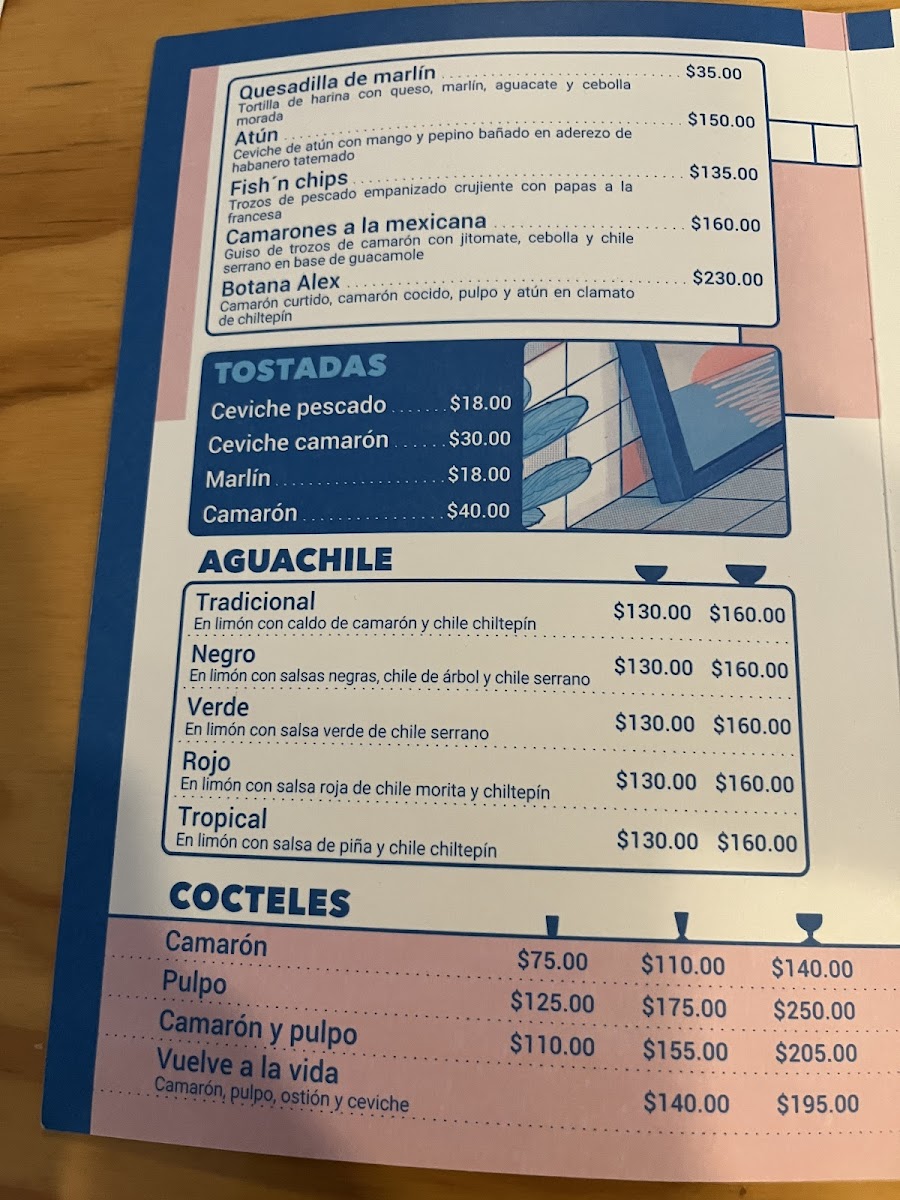 Quesadilla de marlín ........................ $35.00
Tortilla de harina con queso, marlín, aguacate y cebolla
morada
Atún ........................ $150.00
Ceviche de atún con mango y pepino bañado en aderezo de
habanero tatemado
Fish´n chips ........................ $135.00
Trozos de pescado empanizado crujiente con papas a la
francesa
Camarones a la mexicana ........................ $160.00
Guiso de trozos de camarón con jitomate, cebolla y chile
serrano en base de guacamole
Botana Alex ........................ $230.00
Camarón curtido, camarón cocido, pulpo y atún en clamato
de chiltepín
TOSTADAS
Ceviche pescado ....... $18.00
Ceviche camarón ...... $30.00
Marlín ...................... $18.00
Camarón .................. $40.00
AGUACHILE
Tradicional $130.00 $160.00
En limón con caldo de camarón y chile chiltepín
Negro $130.00 $160.00
En limón con salsas negras, chile de árbol y chile serrano
Verde $130.00 $160.00
En limón con salsa verde de chile serrano
Rojo $130.00 $160.00
En limón con salsa roja de chile morita y chiltepín
Tropical $130.00 $160.00
En limón con salsa de piña y chile chiltepín
COCTELES
Camarón $75.00 $110.00 $140.00
Pulpo $125.00 $175.00 $250.00
Camarón y pulpo $110.00 $155.00 $205.00
Vuelve a la vida $140.00 $195.00
Camarón, pulpo, ostión y ceviche